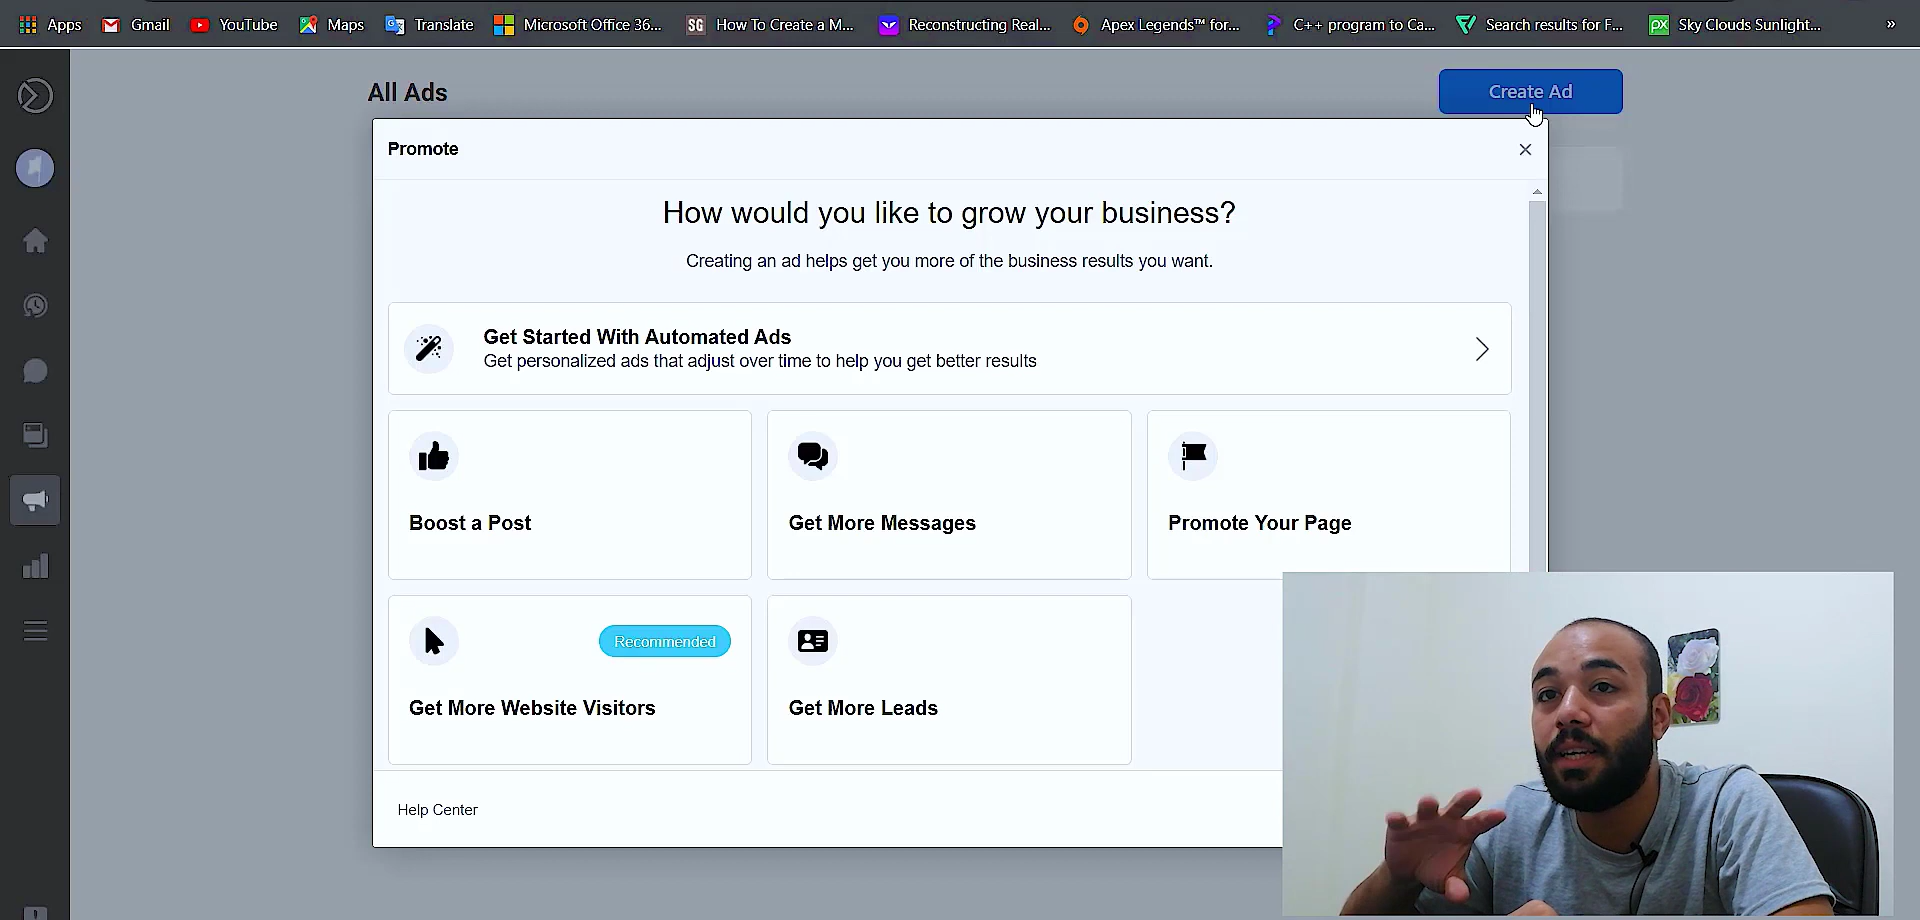 Apps Gmail YouTube Maps Translate Microsoft Office 36... SG How To Create a M... Reconstructing Real... Apex Legends™ for... C++ program to Ca... Search results for F... PX Sky Clouds Sunlight... »
All Ads
Create Ad
Promote
How would you like to grow your business?
Creating an ad helps get you more of the business results you want.
Get Started With Automated Ads
Get personalized ads that adjust over time to help you get better results
Boost a Post
Get More Messages
Promote Your Page
Recommended
Get More Website Visitors
Get More Leads
Help Center